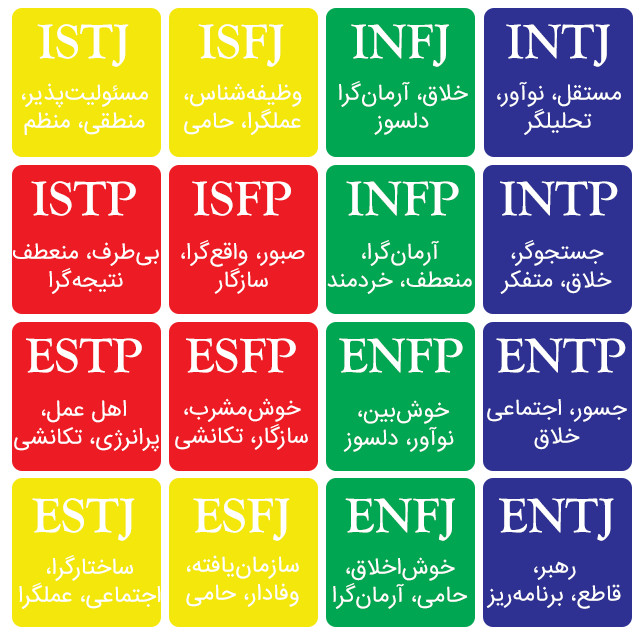 ISTJ
مسئولیت‌پذیر،
منطقی، منظم
ISFJ
وظیفه‌شناس،
عملگرا، حامی
INFJ
خلاق، آرمان‌گرا
دلسوز
INTJ
مستقل، نوآور،
تحلیلگر
ISTP
بی‌طرف، منعطف
نتیجه‌گرا
ISFP
صبور، واقع‌گرا،
سازگار
INFP
آرمان‌گرا،
منعطف، خردمند
INTP
جستجوگر،
خلاق، متفکر
ESTP
اهل عمل،
پرانرژی، تکانشی
ESFP
خوش‌مشرب،
سازگار، تکانشی
ENFP
خوش‌بین،
نوآور، دلسوز
ENTP
جسور، اجتماعی
خلاق
ESTJ
ساختارگرا،
اجتماعی، عملگرا
ESFJ
سازمان‌یافته،
وفادار، حامی
ENFJ
خوش‌اخلاق،
حامی، آرمان‌گرا
ENTJ
رهبر،
قاطع، برنامه‌ریز